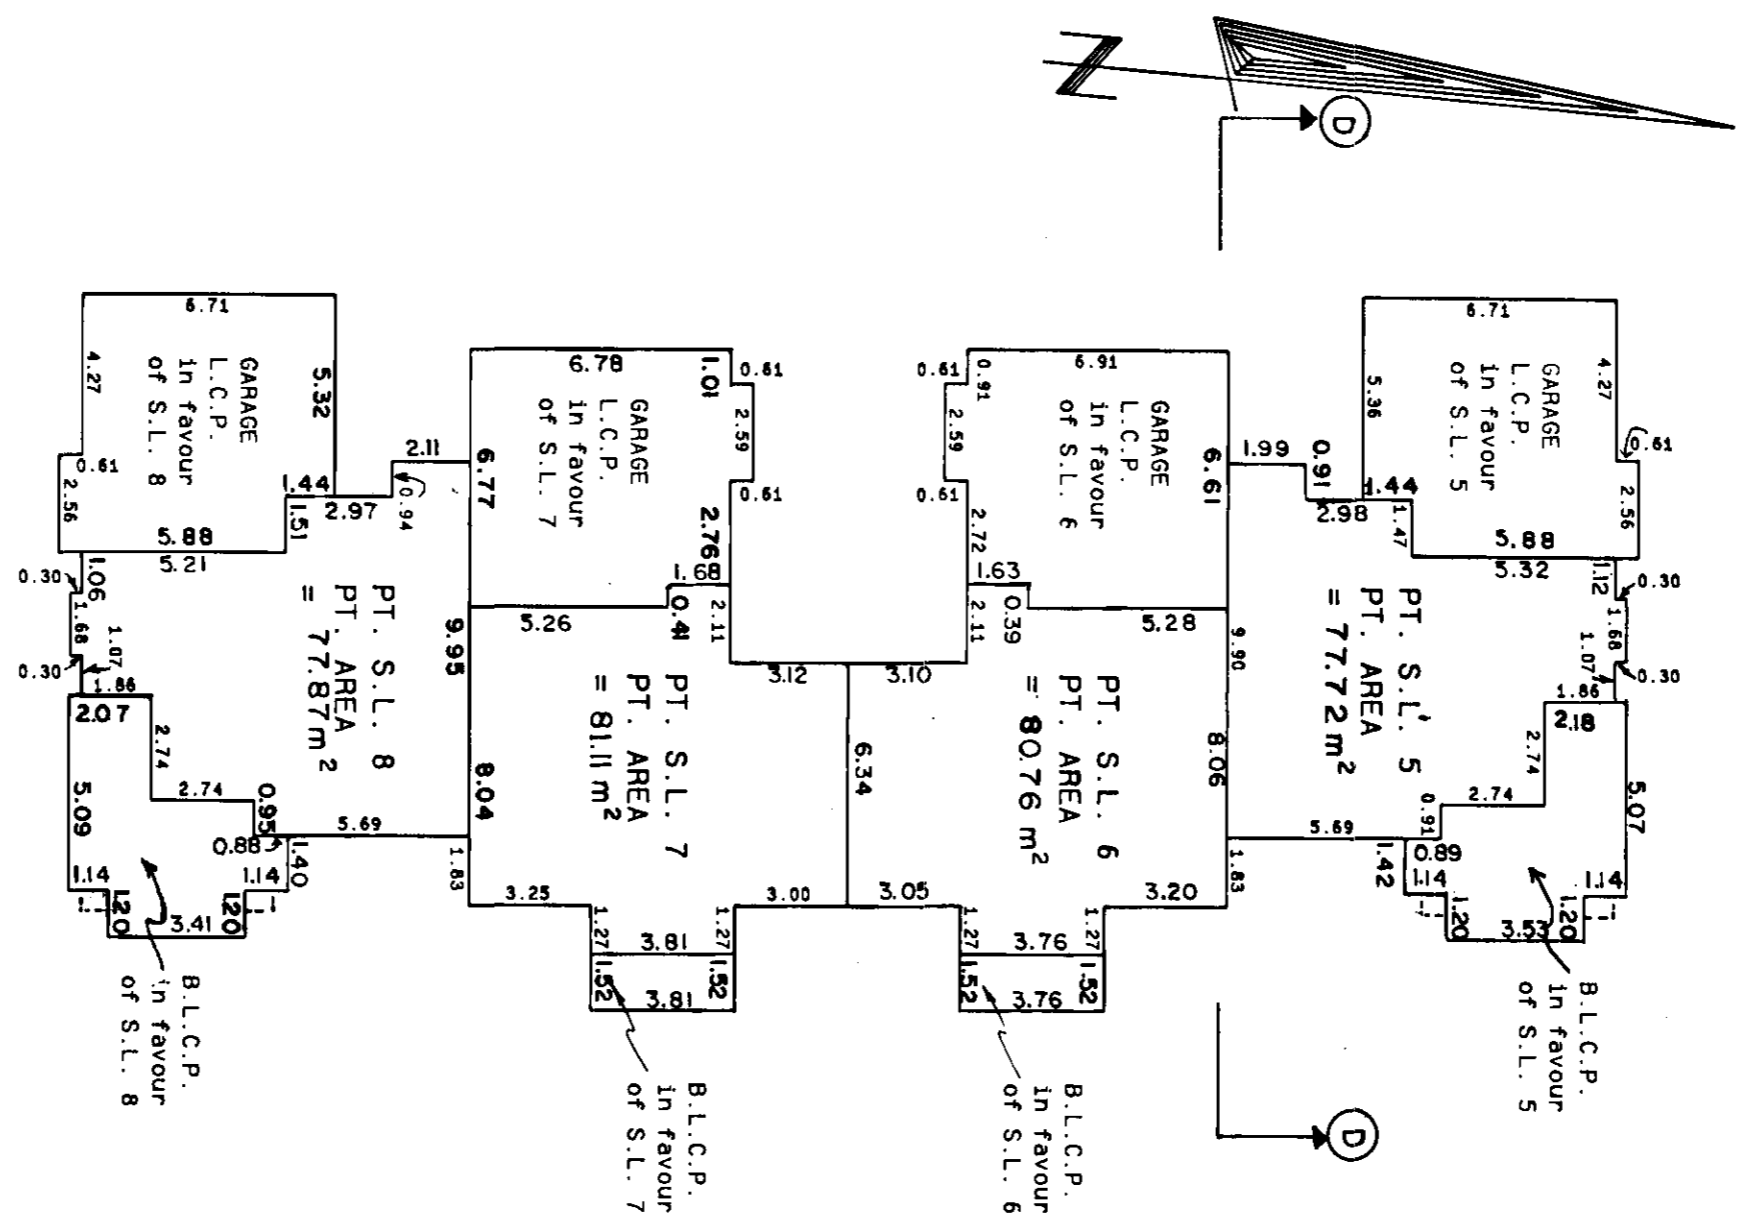 N
D
6.71
4.27
5.32
GARAGE
L.C.P.
in favour
of S.L. 8
0.61
2.56
1.44
1.51
2.97
2.11
0.94
5.88
5.21
6.78
1.01
0.61
2.59
0.61
GARAGE
L.C.P.
in favour
of S.L. 7
6.77
2.76
1.68
0.41
2.11
5.26
3.12
6.91
0.91
0.61
2.59
0.61
GARAGE
L.C.P.
in favour
of S.L. 6
6.61
2.72
1.63
0.39
2.11
5.28
3.10
6.71
4.27
5.36
GARAGE
L.C.P.
in favour
of S.L. 5
0.61
2.56
1.99
0.91
2.98
1.44
1.47
5.88
5.32
0.30
1.06
1.68
1.07
0.30
1.86
2.07
2.74
2.74
5.09
0.95
0.88
1.40
5.69
1.14
1.20
1.14
1.20
3.41
PT. S.L. 8
PT. AREA
= 77.87 m²
9.95
8.04
1.83
PT. S.L. 7
PT. AREA
= 81.11 m²
6.34
3.25
3.00
1.27
3.81
1.27
1.52
3.81
1.52
PT. S.L. 6
PT. AREA
= 80.76 m²
9.90
8.06
1.83
3.05
3.20
1.27
3.76
1.27
1.52
3.76
1.52
PT. S.L. 5
PT. AREA
= 77.72 m²
1.12
0.30
1.68
1.07
0.30
1.86
2.18
2.74
2.74
5.07
0.91
0.89
1.42
5.69
1.14
1.20
1.14
1.20
3.53
B.L.C.P.
in favour
of S.L. 8
B.L.C.P.
in favour
of S.L. 7
B.L.C.P.
in favour
of S.L. 6
B.L.C.P.
in favour
of S.L. 5
D